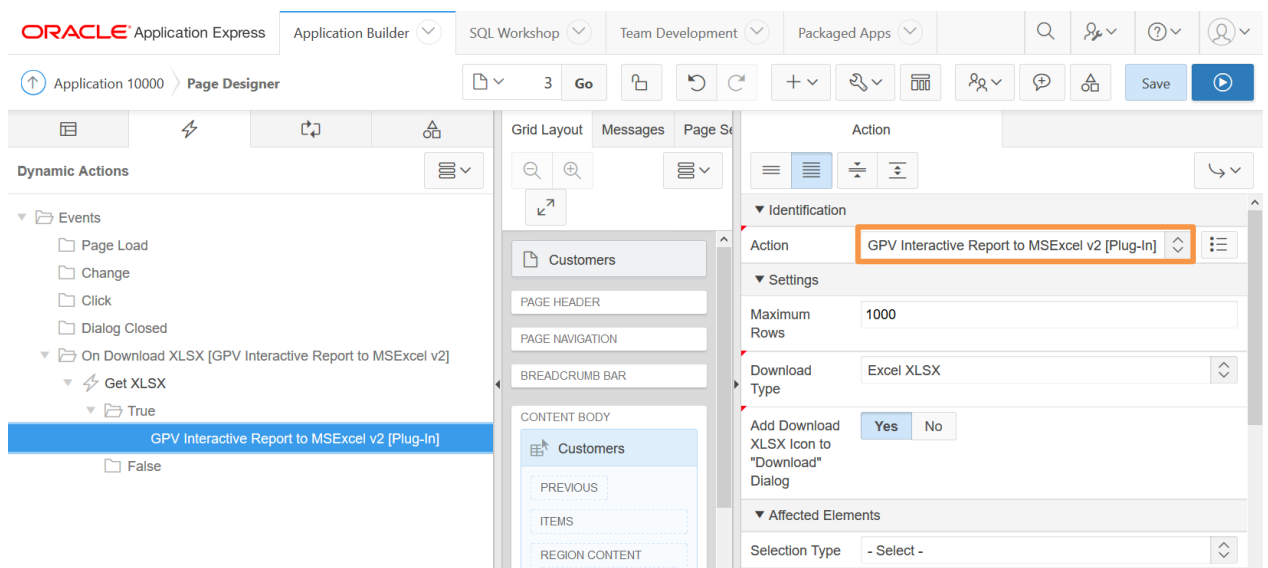 ORACLE Application Express
Application Builder
SQL Workshop
Team Development
Packaged Apps
Application 10000
Page Designer
3
Go
Save
Dynamic Actions
Events
Page Load
Change
Click
Dialog Closed
On Download XLSX [GPV Interactive Report to MSExcel v2]
Get XLSX
True
GPV Interactive Report to MSExcel v2 [Plug-In]
False
Grid Layout
Messages
Page Se
Customers
PAGE HEADER
PAGE NAVIGATION
BREADCRUMB BAR
CONTENT BODY
Customers
PREVIOUS
ITEMS
REGION CONTENT
Action
Identification
Action
GPV Interactive Report to MSExcel v2 [Plug-In]
Settings
Maximum
Rows
1000
Download
Type
Excel XLSX
Add Download
XLSX Icon to
"Download"
Dialog
Yes
No
Affected Elements
Selection Type
- Select -